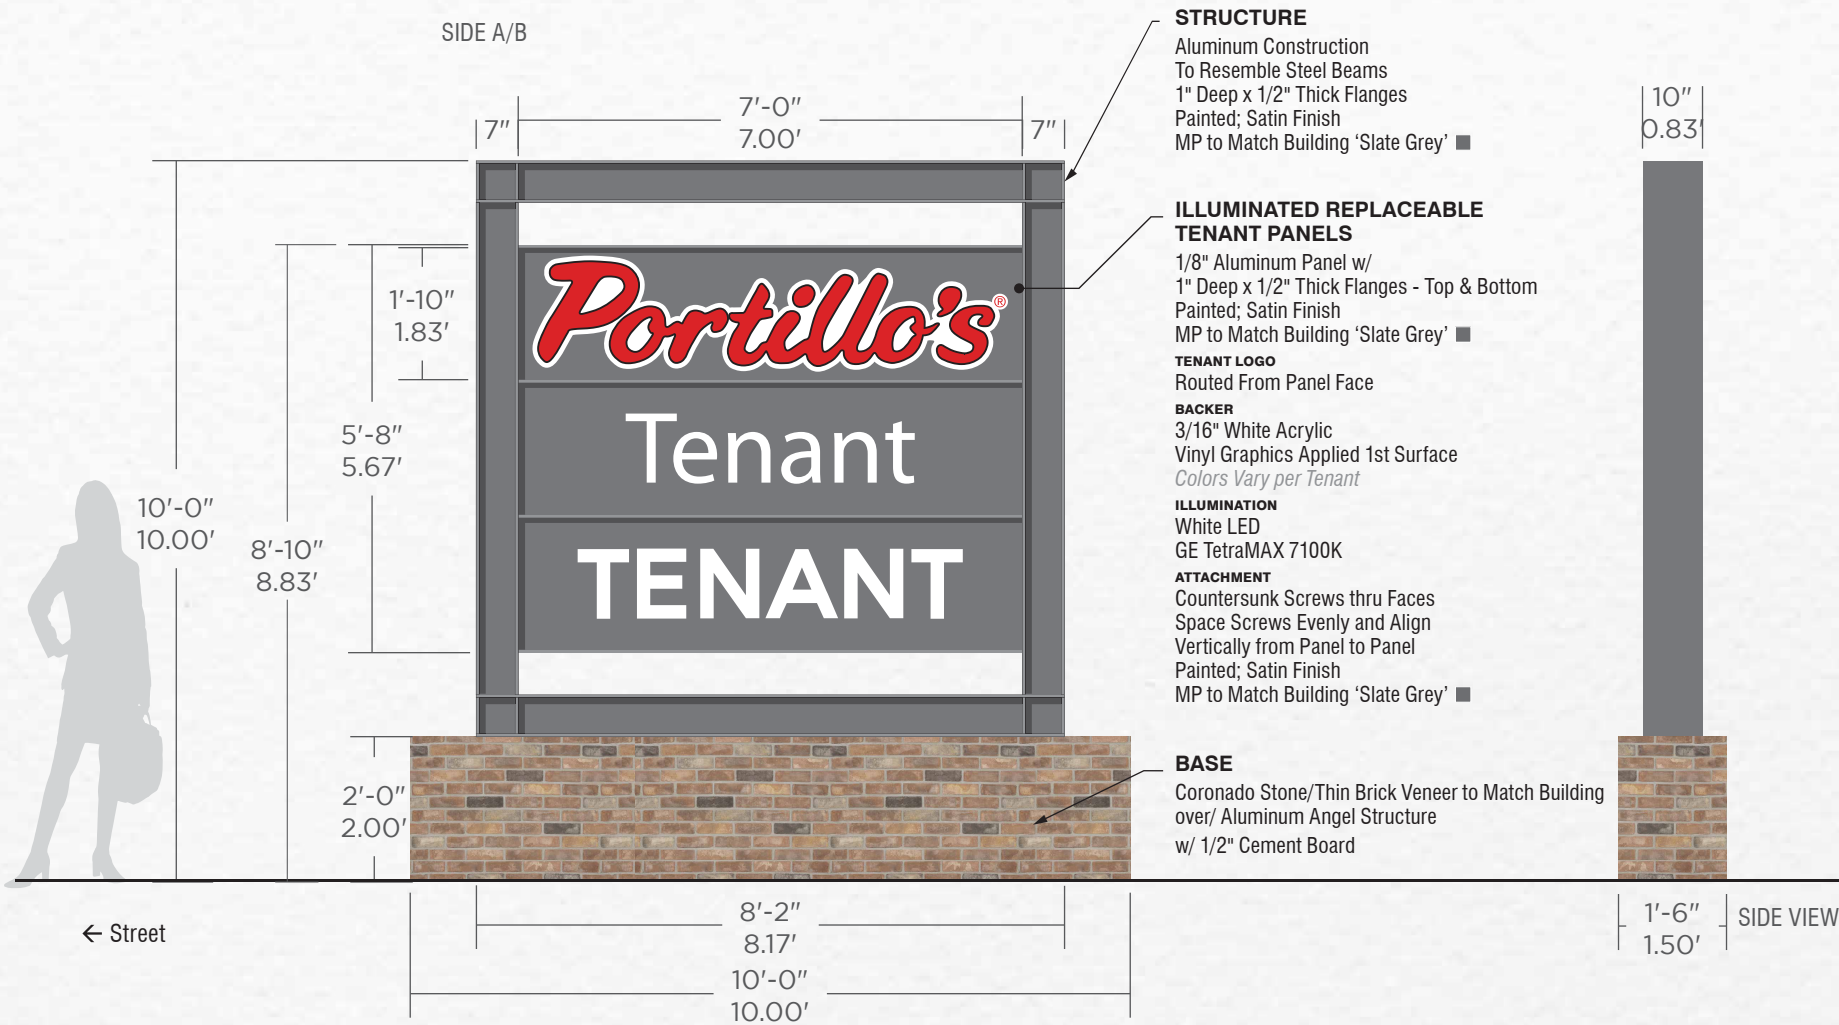 SIDE A/B
7"
7'-0"
7.00'
7"
10'-0"
10.00'
8'-10"
8.83'
1'-10"
1.83'
5'-8"
5.67'
2'-0"
2.00'
Portillo's®
Tenant
TENANT
8'-2"
8.17'
10'-0"
10.00'
← Street
STRUCTURE
Aluminum Construction
To Resemble Steel Beams
1" Deep x 1/2" Thick Flanges
Painted; Satin Finish
MP to Match Building ‘Slate Grey’
ILLUMINATED REPLACEABLE
TENANT PANELS
1/8" Aluminum Panel w/
1" Deep x 1/2" Thick Flanges - Top & Bottom
Painted; Satin Finish
MP to Match Building ‘Slate Grey’
TENANT LOGO
Routed From Panel Face
BACKER
3/16" White Acrylic
Vinyl Graphics Applied 1st Surface
Colors Vary per Tenant
ILLUMINATION
White LED
GE TetraMAX 7100K
ATTACHMENT
Countersunk Screws thru Faces
Space Screws Evenly and Align
Vertically from Panel to Panel
Painted; Satin Finish
MP to Match Building ‘Slate Grey’
BASE
Coronado Stone/Thin Brick Veneer to Match Building
over/ Aluminum Angel Structure
w/ 1/2" Cement Board
10"
0.83'
1'-6"
1.50'
SIDE VIEW